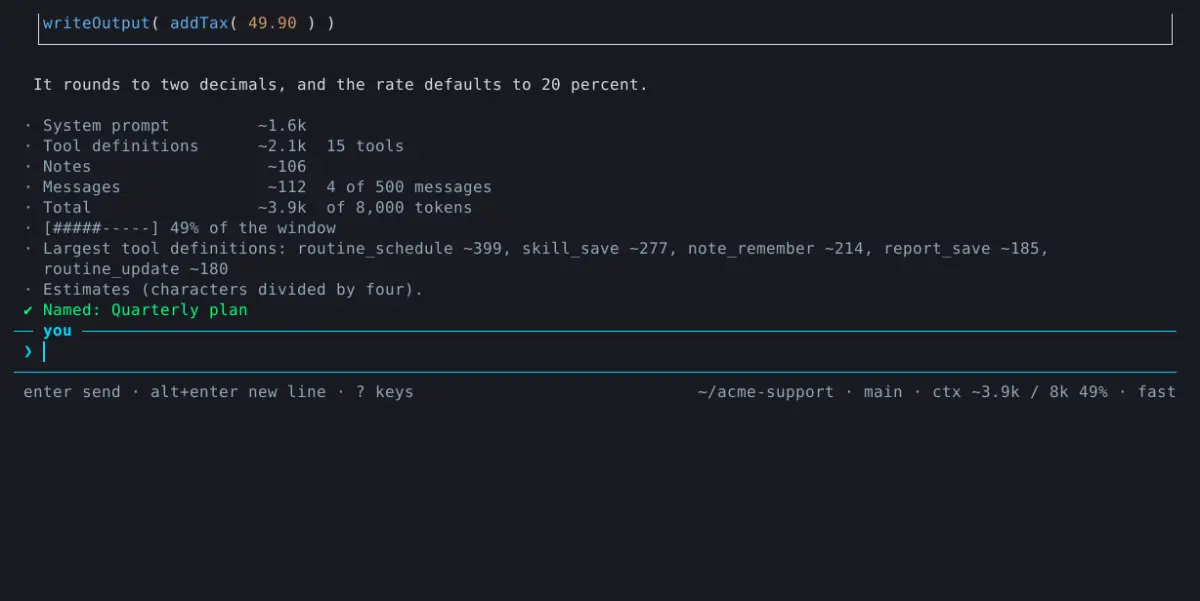 writeOutput( addTax( 49.90 ) )
It rounds to two decimals, and the rate defaults to 20 percent.
· System prompt ~1.6k
· Tool definitions ~2.1k 15 tools
· Notes ~106
· Messages ~112 4 of 500 messages
· Total ~3.9k of 8,000 tokens
· [#####-----] 49% of the window
· Largest tool definitions: routine_schedule ~399, skill_save ~277, note_remember ~214, report_save ~185,
routine_update ~180
· Estimates (characters divided by four).
✔ Named: Quarterly plan
you
❯
enter send · alt+enter new line · ? keys ~/acme-support · main · ctx ~3.9k / 8k 49% · fast